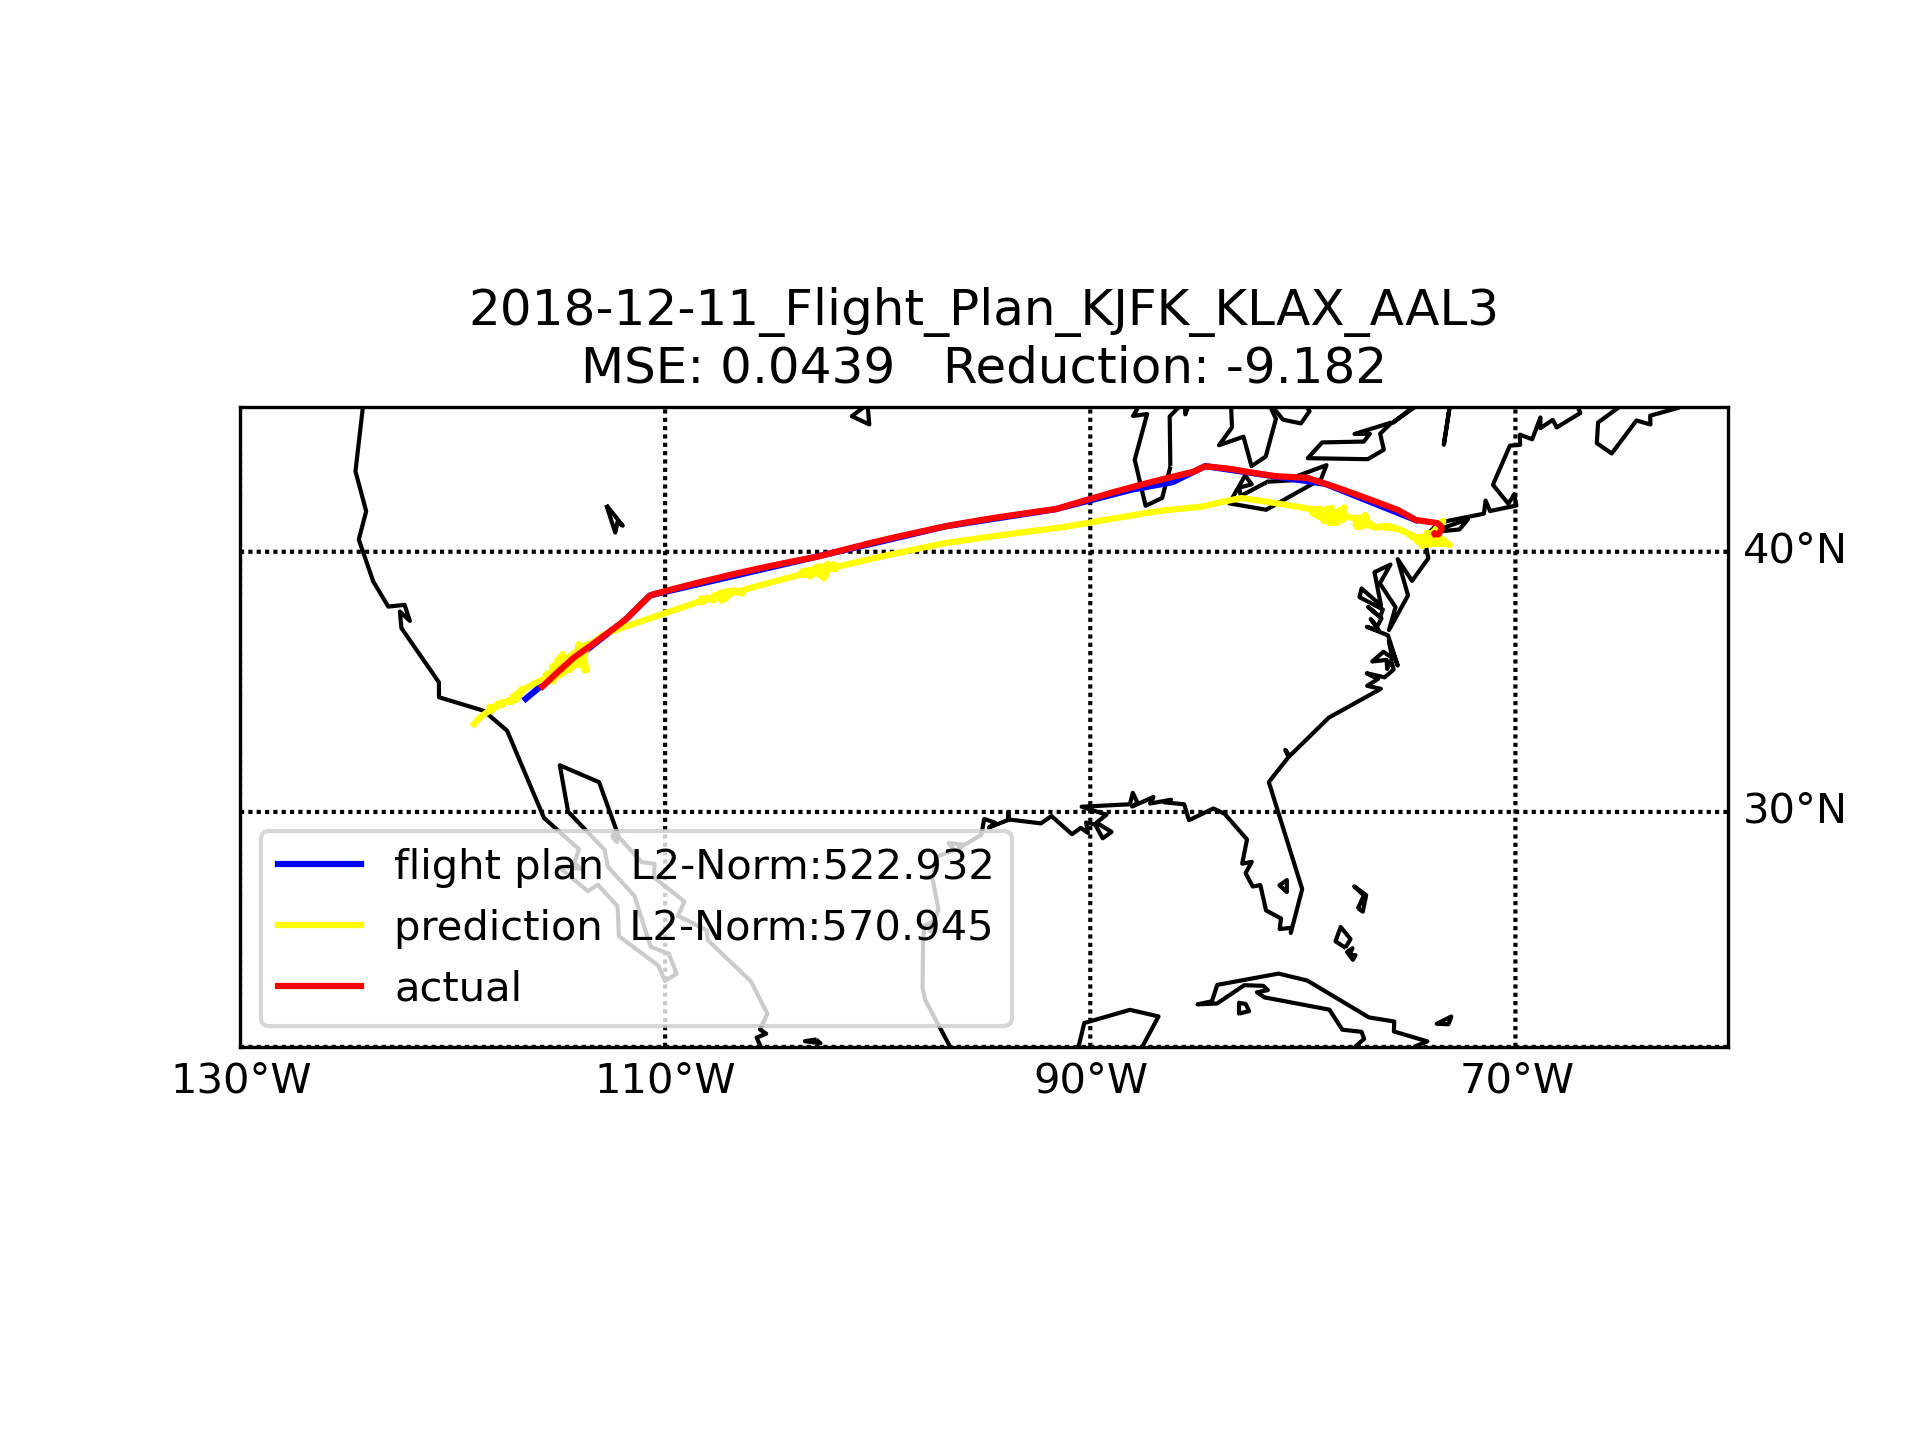 2018-12-11_Flight_Plan_KJFK_KLAX_AAL3
MSE: 0.0439   Reduction: -9.182
40°N
30°N
flight plan  L2-Norm:522.932
prediction  L2-Norm:570.945
actual
130°W 110°W 90°W 70°W